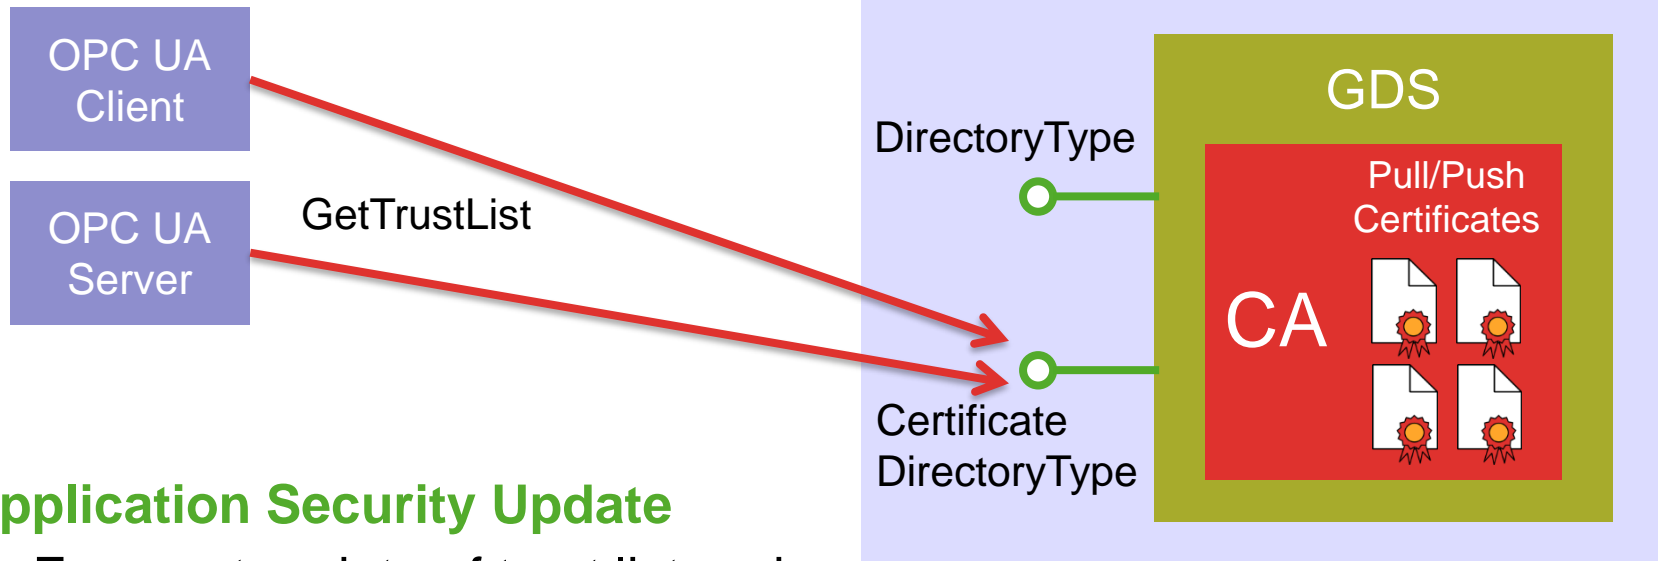 OPC UA
Client
OPC UA
Server
GetTrustList
DirectoryType
Certificate
DirectoryType
GDS
Pull/Push
Certificates
CA
pplication Security Update